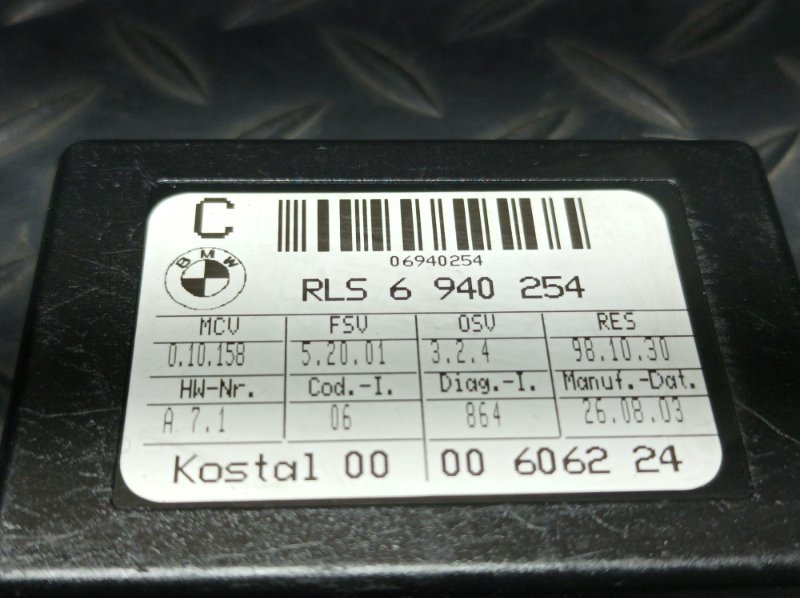 C
06940254
BMW
RLS 6 940 254
MCV FSV OSV RES
0.10.158 5.20.01 3.2.4 98.10.30
HW-Nr. Cod.-I. Diag.-I. Manuf.-Dat.
A 7.1 06 864 26.08.03
Kostal 00 00 6062 24